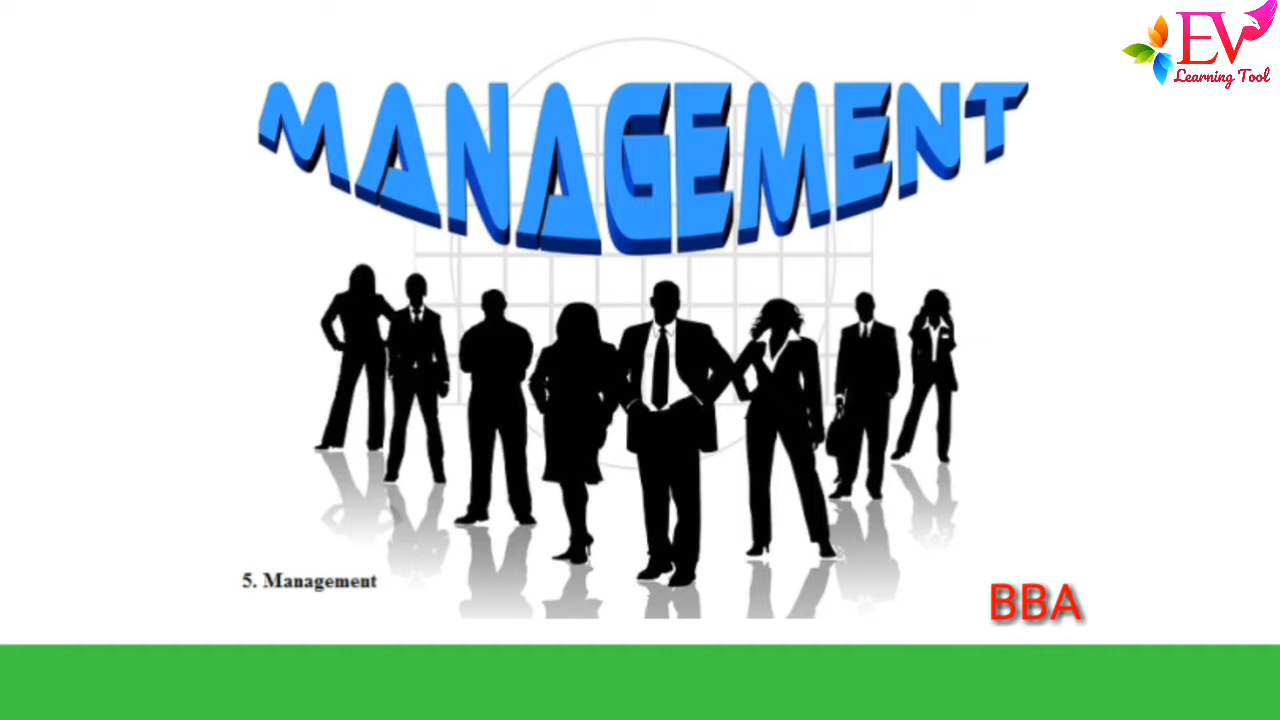 EV
Learning Tool
MANAGEMENT
5. Management
BBA